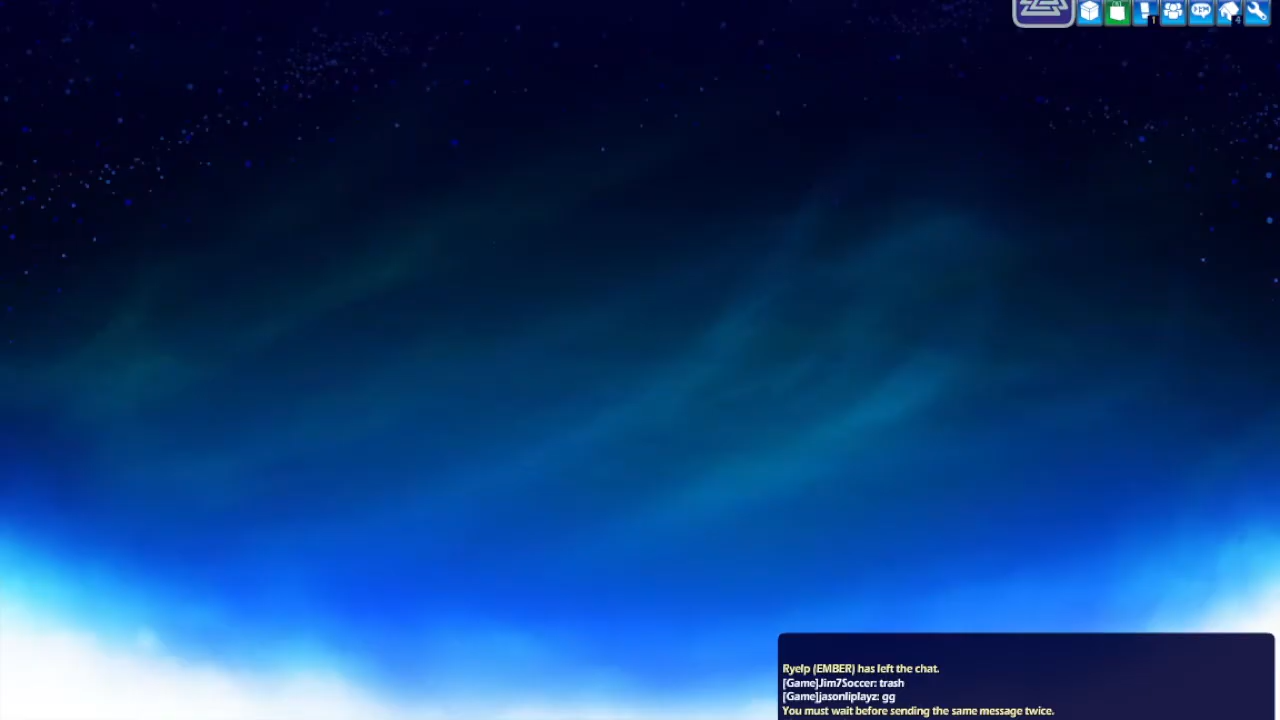 Ryelp (EMBER) has left the chat.
[Game]Jim7Soccer: trash
[Game]jasonliplayz: gg
You must wait before sending the same message twice.